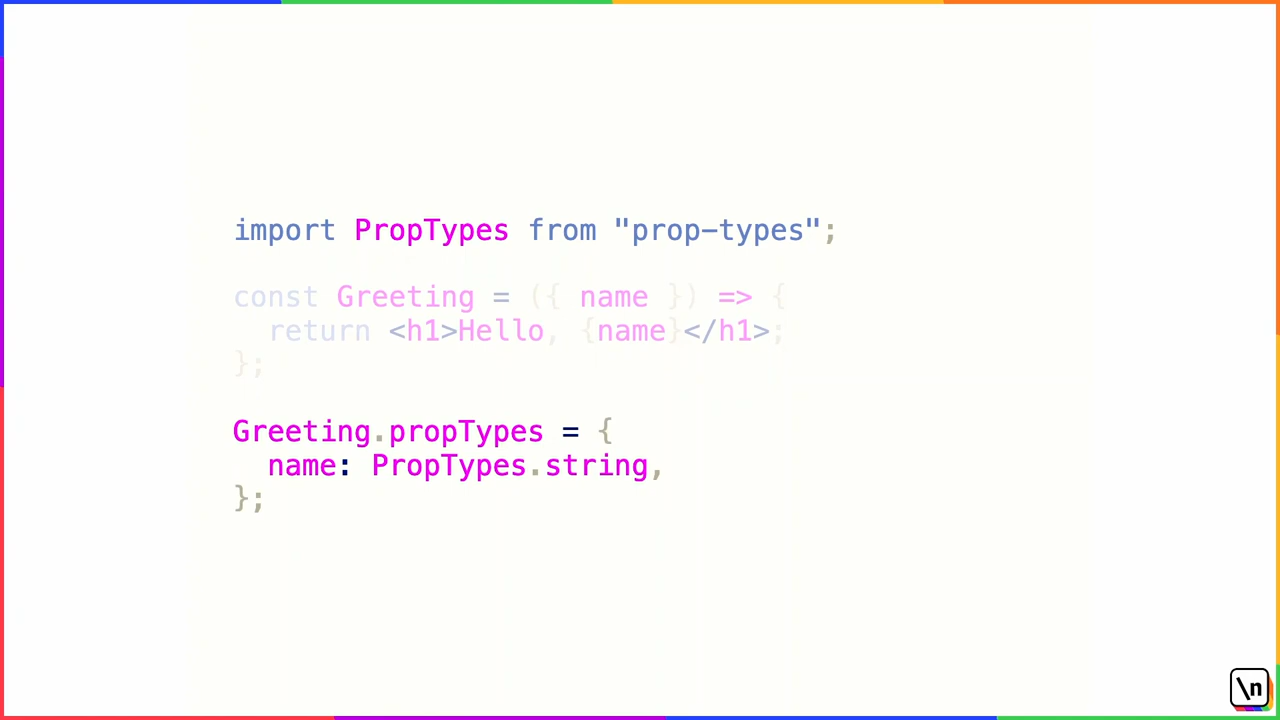 import PropTypes from "prop-types";
const Greeting = ({ name }) => {
  return <h1>Hello, {name}</h1>;
};
Greeting.propTypes = {
  name: PropTypes.string,
};
\n